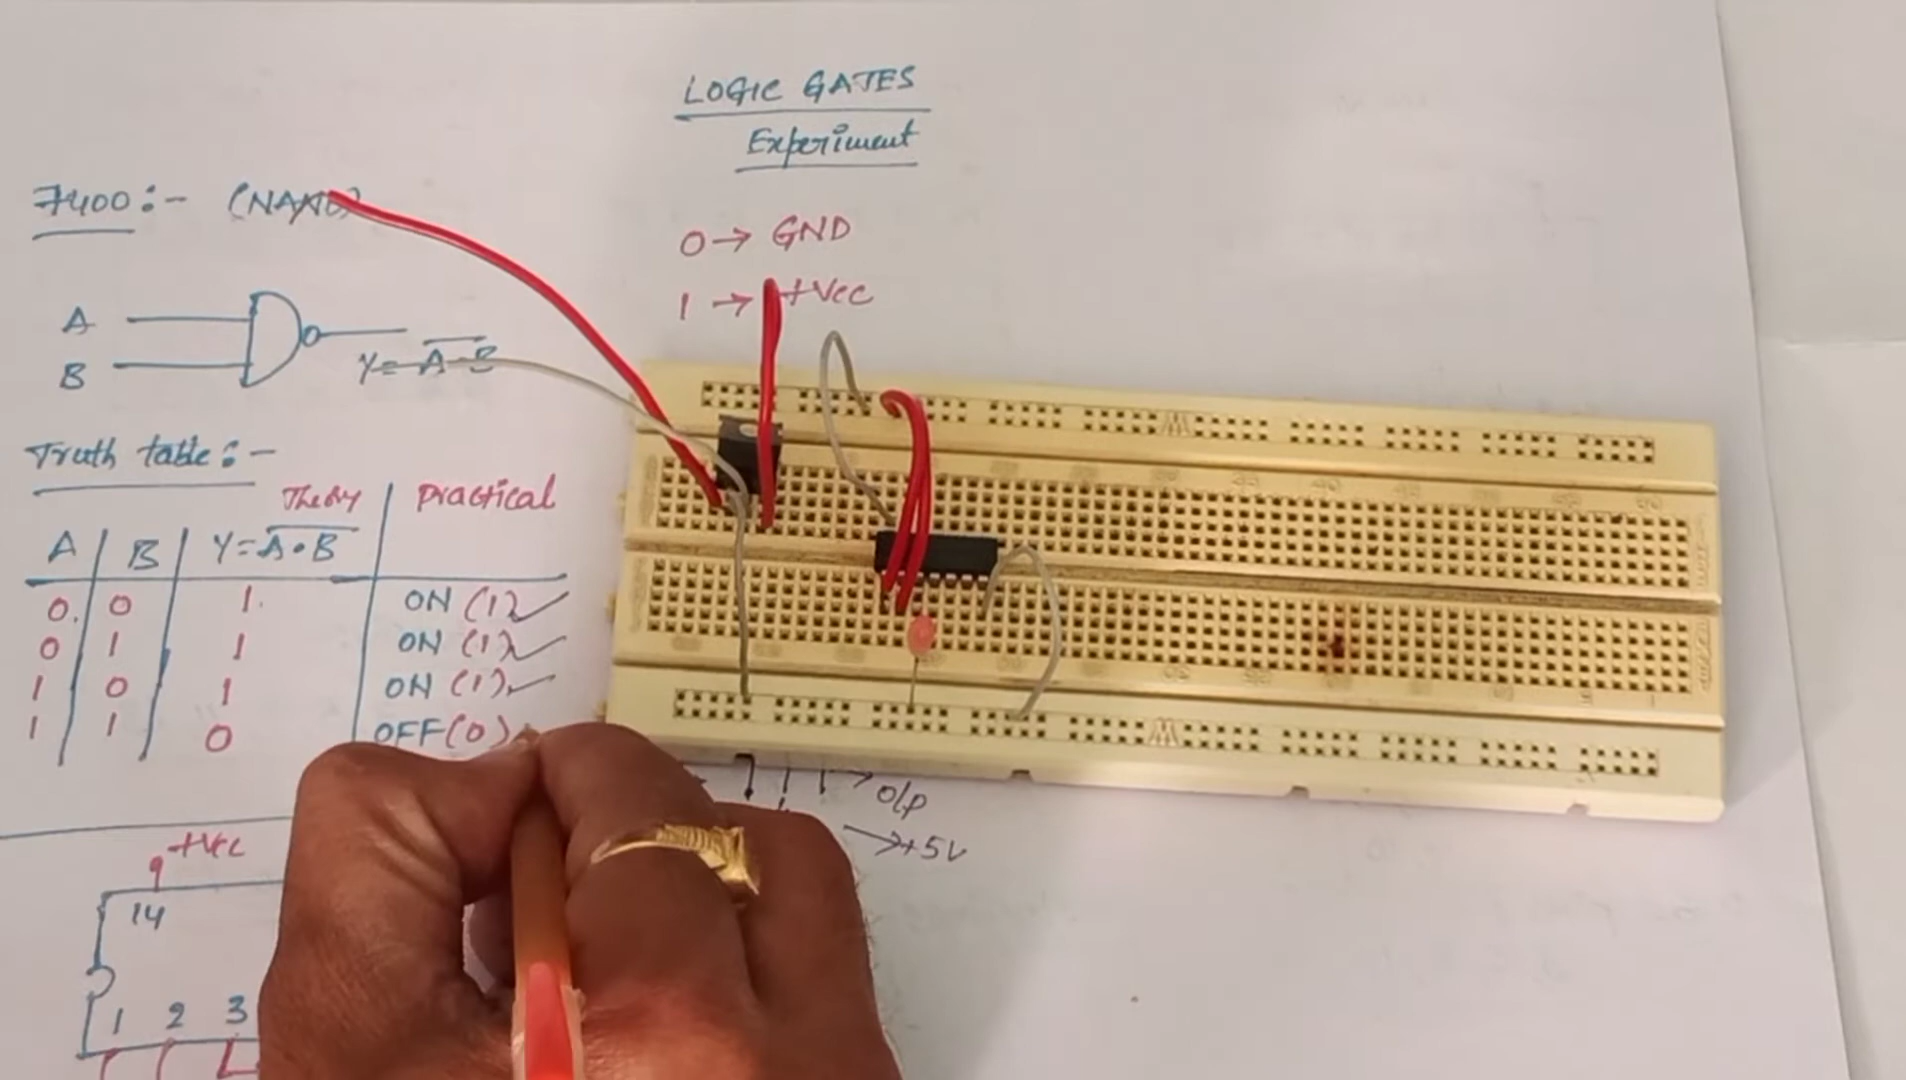 LOGIC GATES
Experiment
7400:- (NAND)
0→ GND
1 → +Vcc
A
B
Y= A·B
Truth table:-
Theory | Practical
A | B | Y=A·B
0. 0 1. ON (1)✓
0 1 1 ON (1)✓
1 0 1 ON (1)✓
1 1 0 OFF(0)
→ O/P
→+5V
+Vcc
14
1 2 3